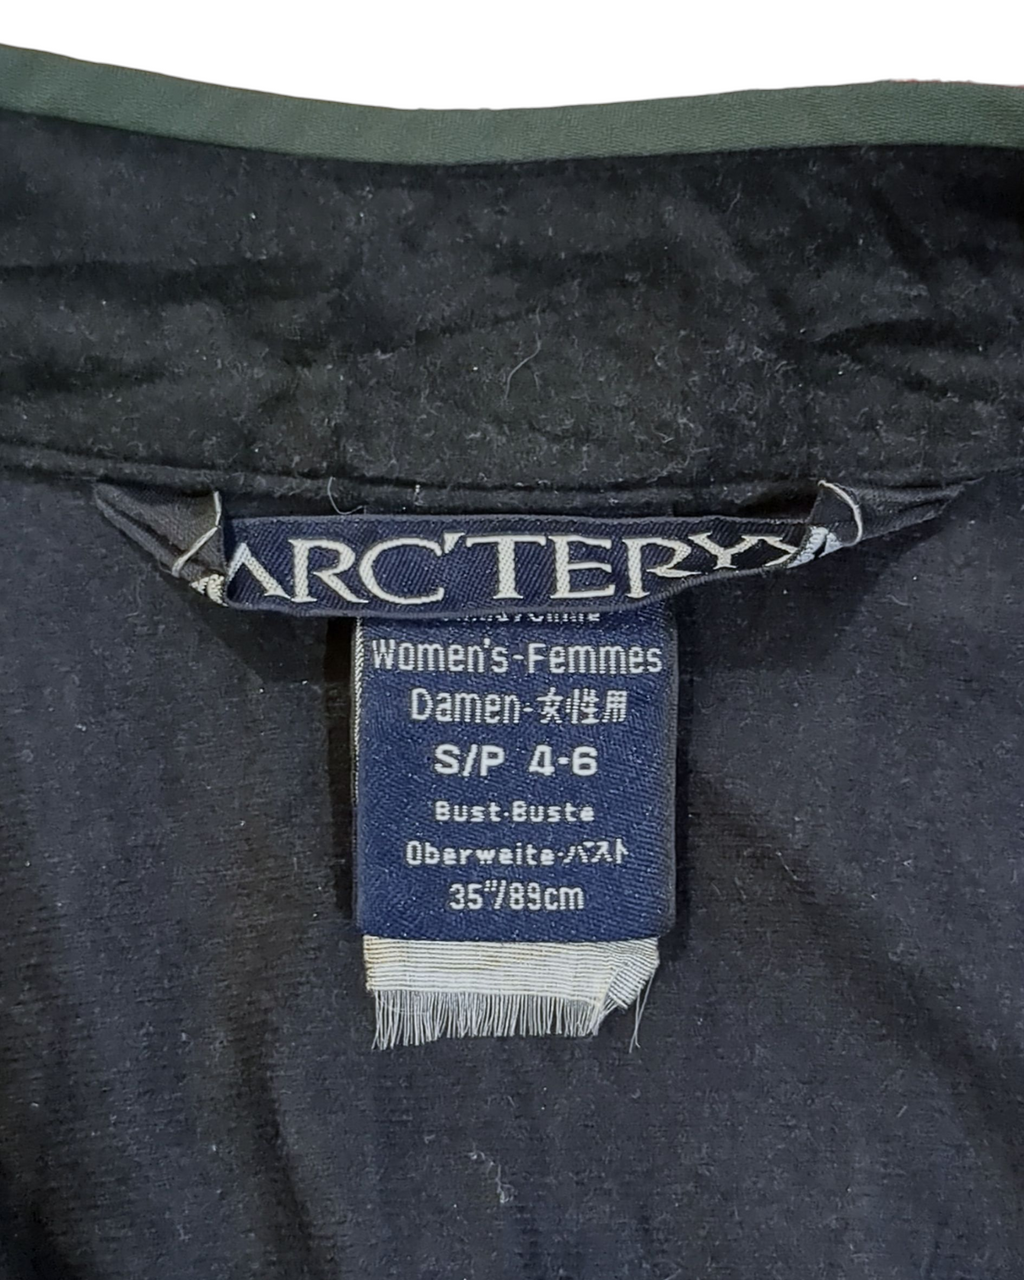 ARC'TERYX
Women's-Femmes
Damen-女性用
S/P 4-6
Bust-Buste
Oberweite-バスト
35"/89cm